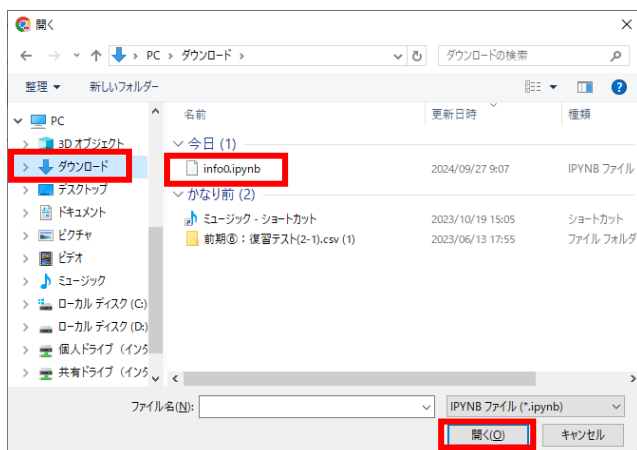 開く
PC > ダウンロード >
ダウンロードの検索
整理 新しいフォルダー
名前 更新日時 種類
PC
3D オブジェクト
ダウンロード
デスクトップ
ドキュメント
ピクチャ
ビデオ
ミュージック
ローカル ディスク (C:)
ローカル ディスク (D:)
個人ドライブ (インタ
共有ドライブ (インタ
今日 (1)
info0.ipynb 2024/09/27 9:07 IPYNB ファイル
かなり前 (2)
ミュージック - ショートカット 2023/10/19 15:05 ショートカット
前期⑥:復習テスト(2-1).csv (1) 2023/06/13 17:55 ファイル フォルダ
ファイル名(N):
IPYNB ファイル (*.ipynb)
開く(O) キャンセル